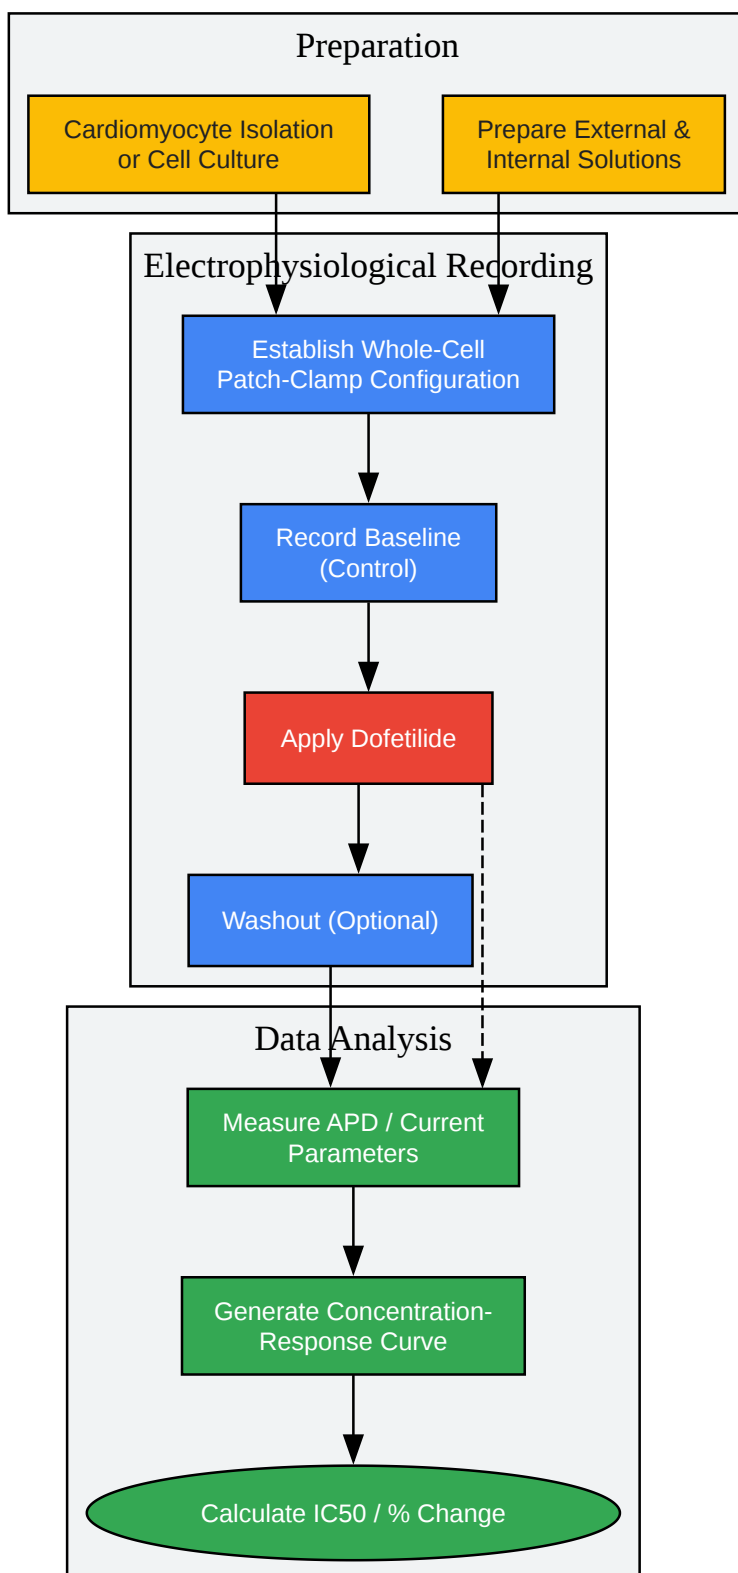 Preparation
Cardiomyocyte Isolation
or Cell Culture
Prepare External &
Internal Solutions
Electrophysiological Recording
Establish Whole-Cell
Patch-Clamp Configuration
Record Baseline
(Control)
Apply Dofetilide
Washout (Optional)
Data Analysis
Measure APD / Current
Parameters
Generate Concentration-
Response Curve
Calculate IC50 / % Change